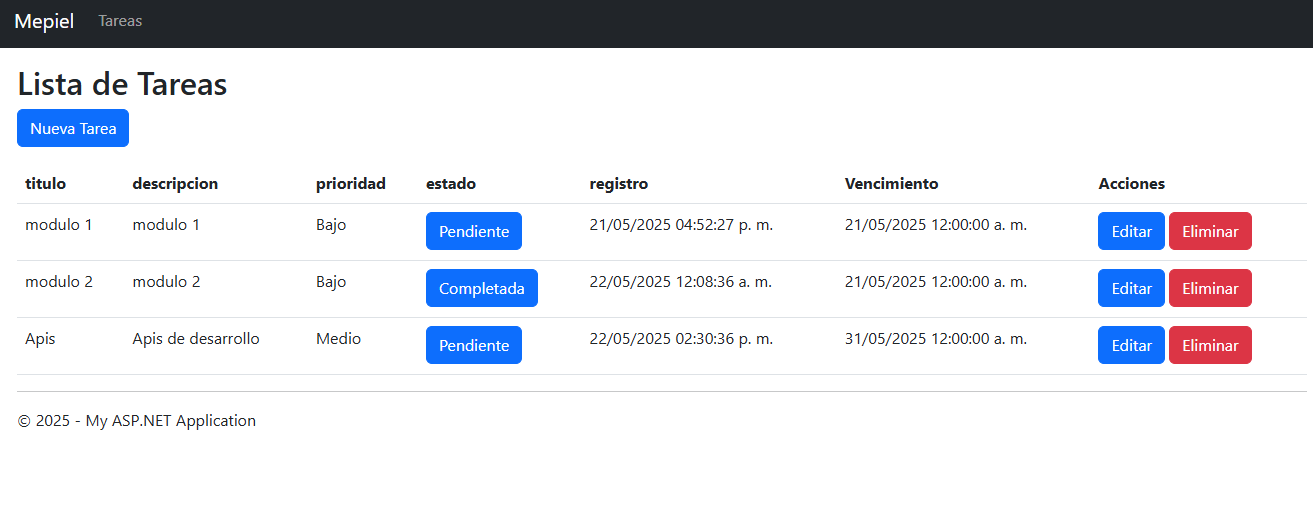 Mepiel Tareas
Lista de Tareas
Nueva Tarea
titulo descripcion prioridad estado registro Vencimiento Acciones
modulo 1 modulo 1 Bajo Pendiente 21/05/2025 04:52:27 p. m. 21/05/2025 12:00:00 a. m. Editar Eliminar
modulo 2 modulo 2 Bajo Completada 22/05/2025 12:08:36 a. m. 21/05/2025 12:00:00 a. m. Editar Eliminar
Apis Apis de desarrollo Medio Pendiente 22/05/2025 02:30:36 p. m. 31/05/2025 12:00:00 a. m. Editar Eliminar
© 2025 - My ASP.NET Application